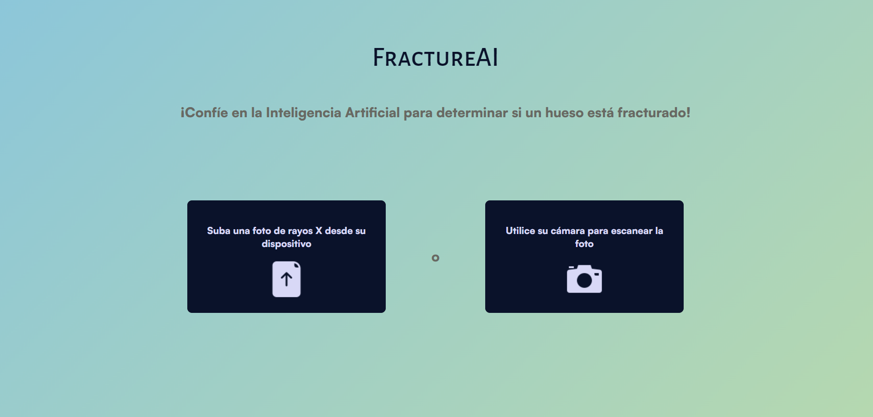 FractureAI
¡Confíe en la Inteligencia Artificial para determinar si un hueso está fracturado!
Suba una foto de rayos X desde su
dispositivo
o
Utilice su cámara para escanear la
foto